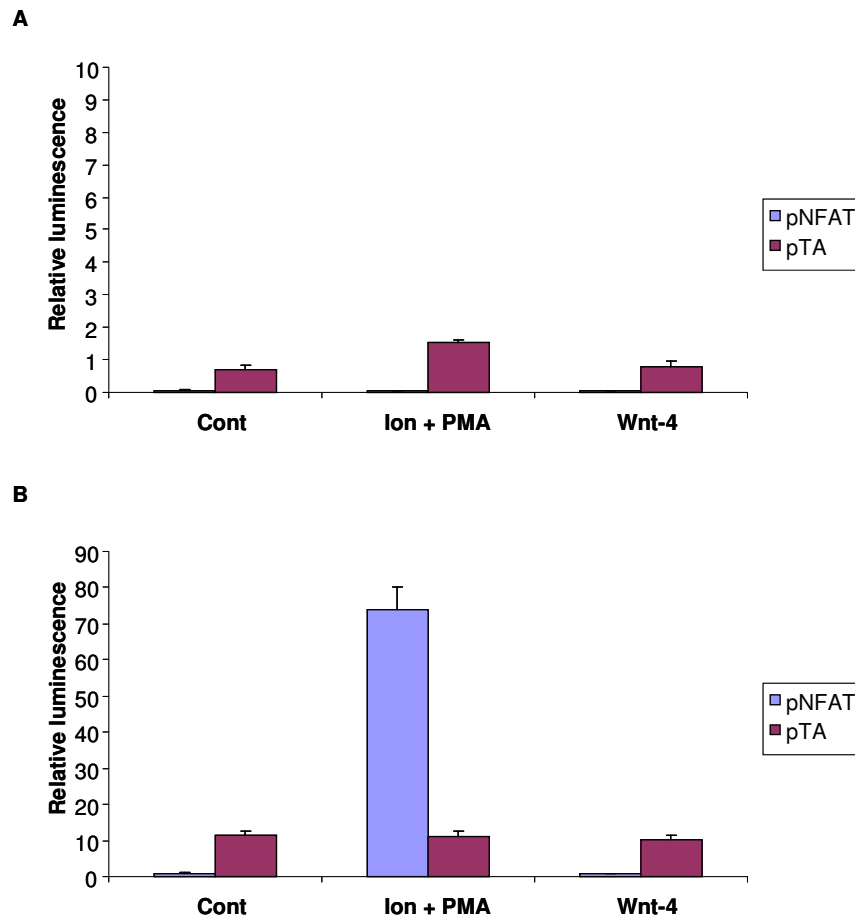 A
10
9
8
7
6
5
4
3
2
1
0
Relative luminescence
Cont
Ion + PMA
Wnt-4
pNFAT
pTA
B
90
80
70
60
50
40
30
20
10
0
Relative luminescence
Cont
Ion + PMA
Wnt-4
pNFAT
pTA